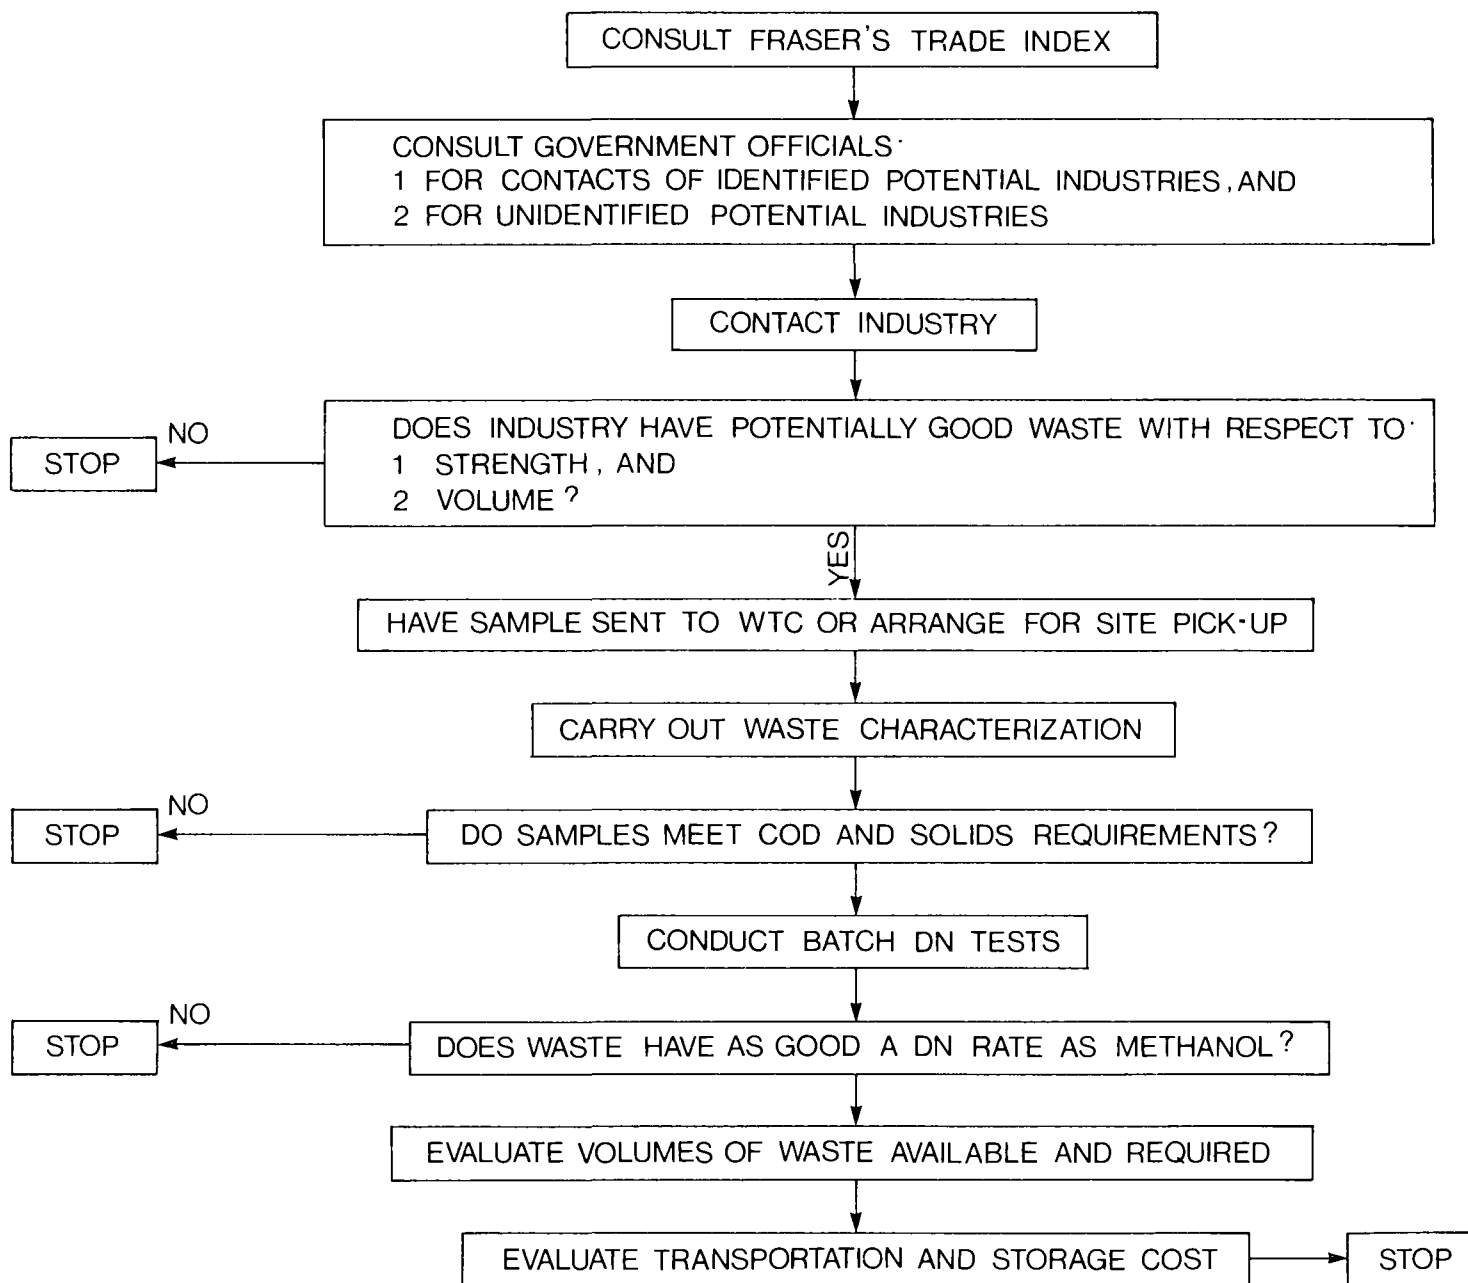 CONSULT FRASER'S TRADE INDEX
CONSULT GOVERNMENT OFFICIALS·
1 FOR CONTACTS OF IDENTIFIED POTENTIAL INDUSTRIES, AND
2 FOR UNIDENTIFIED POTENTIAL INDUSTRIES
CONTACT INDUSTRY
DOES INDUSTRY HAVE POTENTIALLY GOOD WASTE WITH RESPECT TO·
1 STRENGTH, AND
2 VOLUME?
NO
STOP
YES
HAVE SAMPLE SENT TO WTC OR ARRANGE FOR SITE PICK-UP
CARRY OUT WASTE CHARACTERIZATION
DO SAMPLES MEET COD AND SOLIDS REQUIREMENTS?
NO
STOP
CONDUCT BATCH DN TESTS
DOES WASTE HAVE AS GOOD A DN RATE AS METHANOL?
NO
STOP
EVALUATE VOLUMES OF WASTE AVAILABLE AND REQUIRED
EVALUATE TRANSPORTATION AND STORAGE COST
STOP